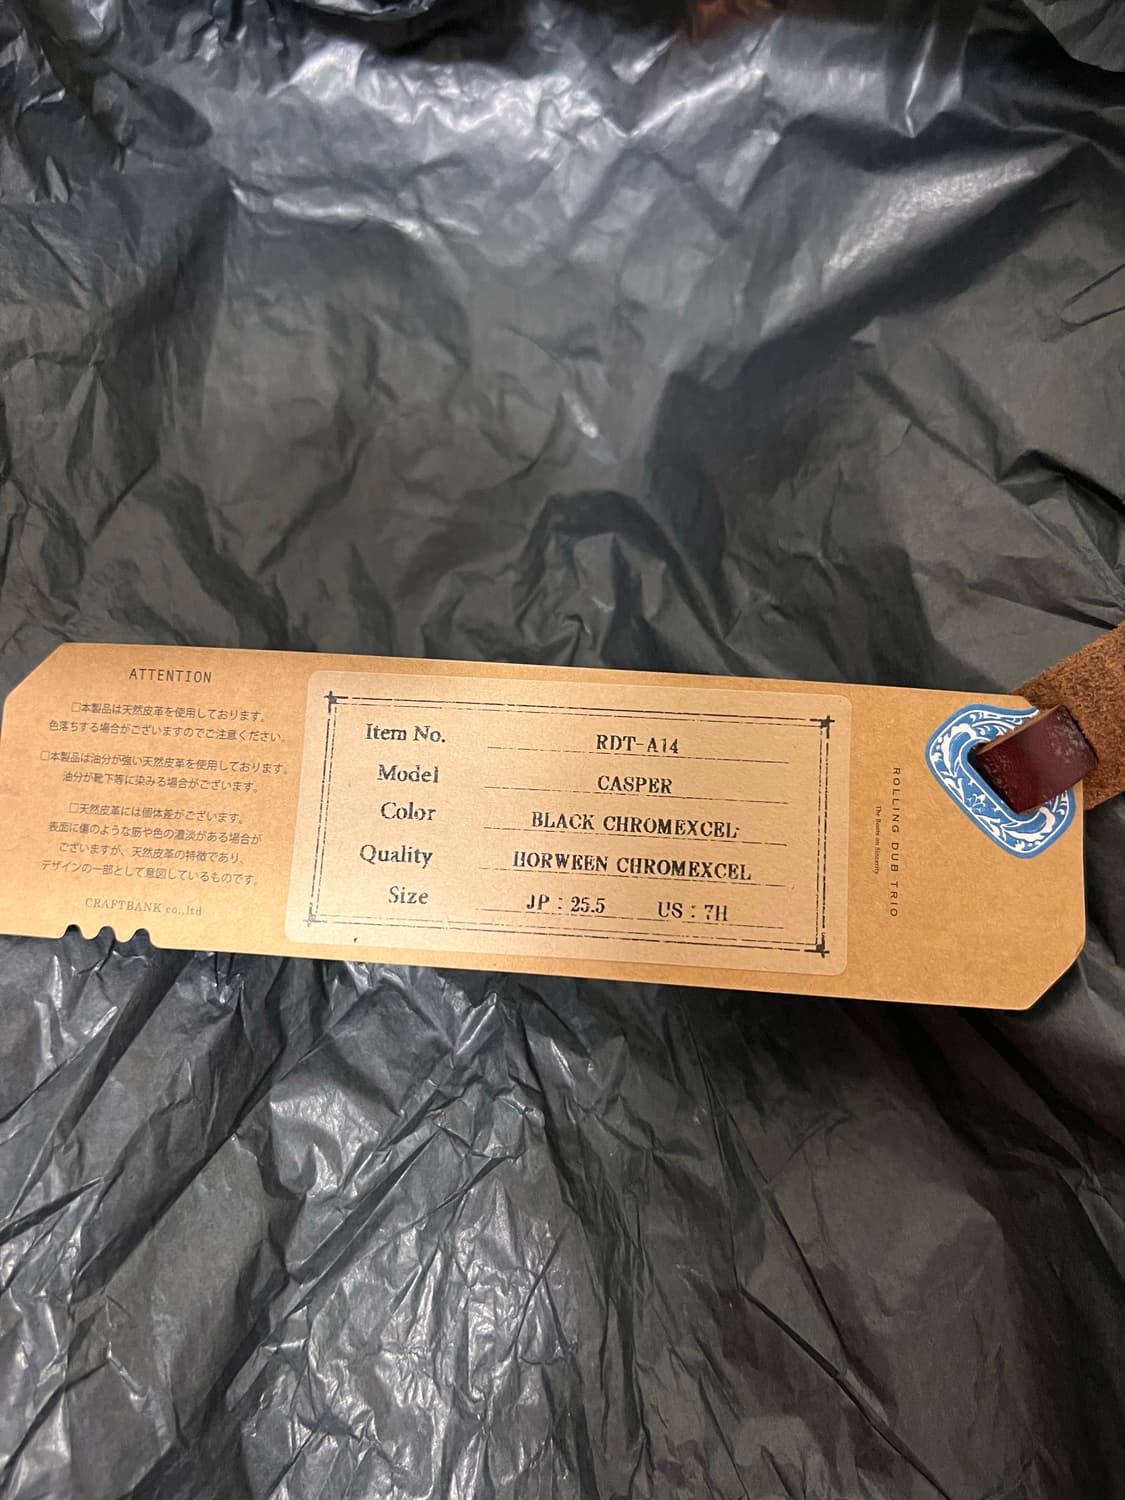 ATTENTION
□本製品は天然皮革を使用しております。
色落ちする場合がございますのでご注意ください。
□本製品は油分が強い天然皮革を使用しております。
油分が靴下等に染みる場合がございます。
□天然皮革には個体差がございます。
表面に傷のような筋や色の濃淡がある場合が
ございますが、天然皮革の特徴であり、
デザインの一部として意図しているものです。
CRAFTBANK co.,ltd
Item No. RDT-A14
Model CASPER
Color BLACK CHROMEXCEL
Quality HORWEEN CHROMEXCEL
Size JP : 25.5 US : 7H
ROLLING DUB TRIO
The Boots on Sincerity